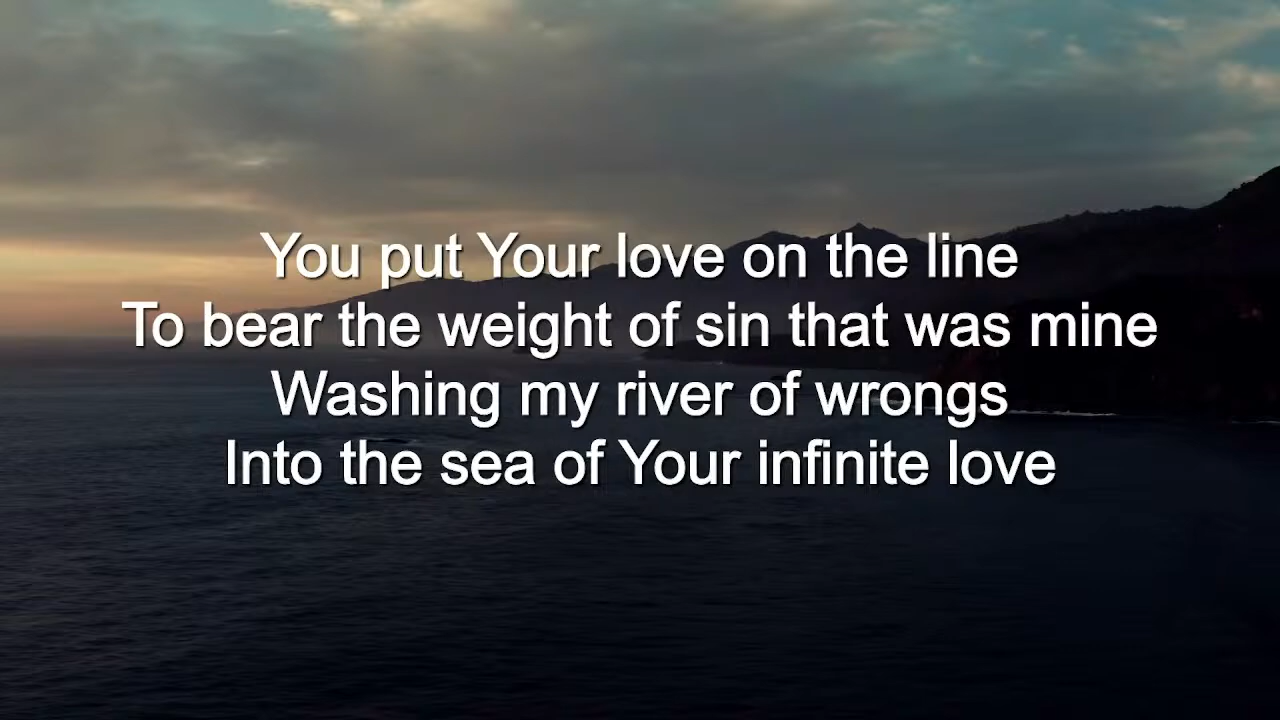 You put Your love on the line
To bear the weight of sin that was mine
Washing my river of wrongs
Into the sea of Your infinite love